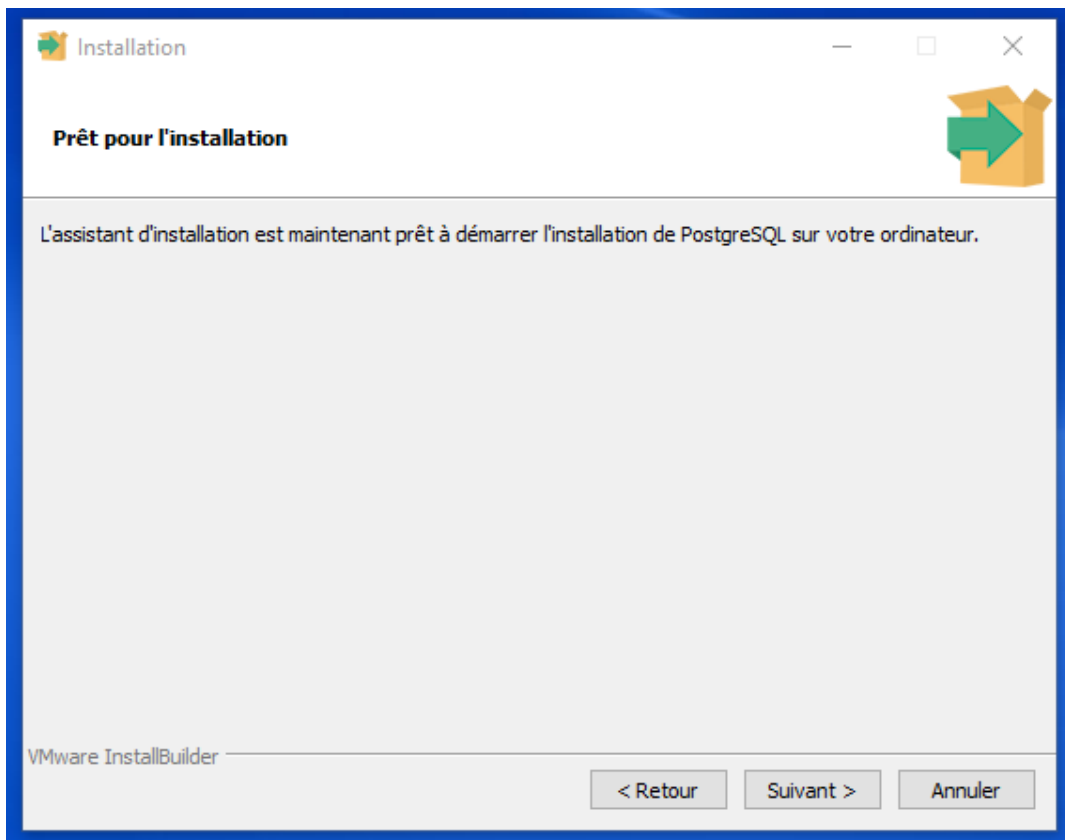 Installation
Prêt pour l'installation
L'assistant d'installation est maintenant prêt à démarrer l'installation de PostgreSQL sur votre ordinateur.
VMware InstallBuilder
< Retour
Suivant >
Annuler